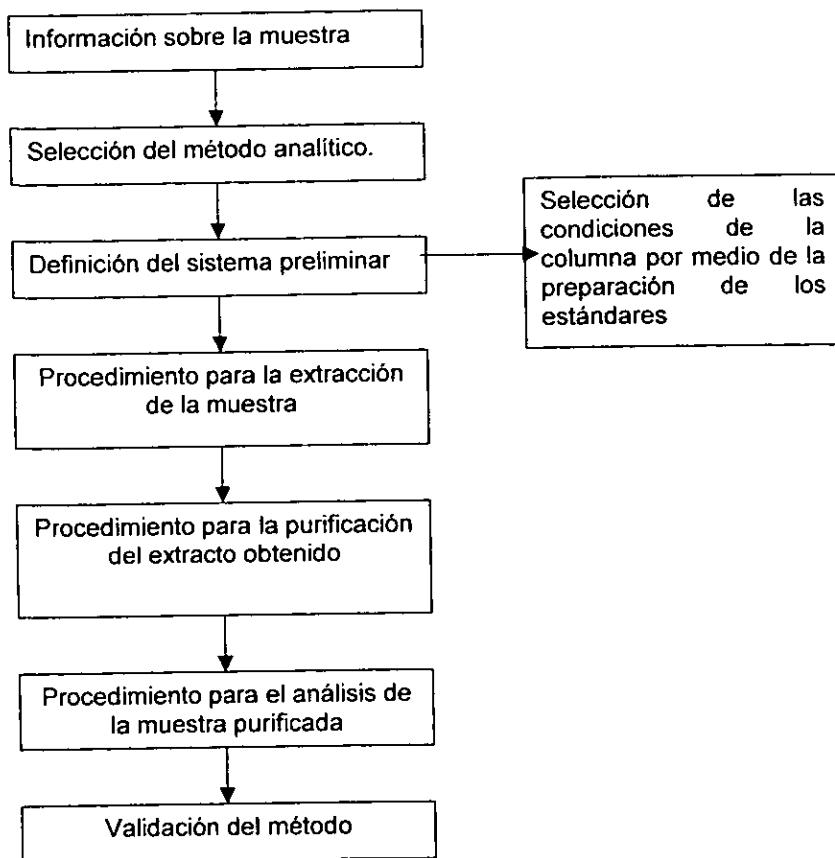 Información sobre la muestra
Selección del método analítico.
Definición del sistema preliminar
Selección de las
condiciones de la
columna por medio de la
preparación de los
estándares
Procedimiento para la extracción
de la muestra
Procedimiento para la purificación
del extracto obtenido
Procedimiento para el análisis de
la muestra purificada
Validación del método